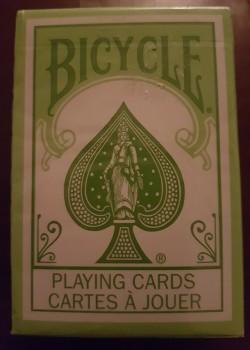 BICYCLE®
®
PLAYING CARDS
CARTES À JOUER